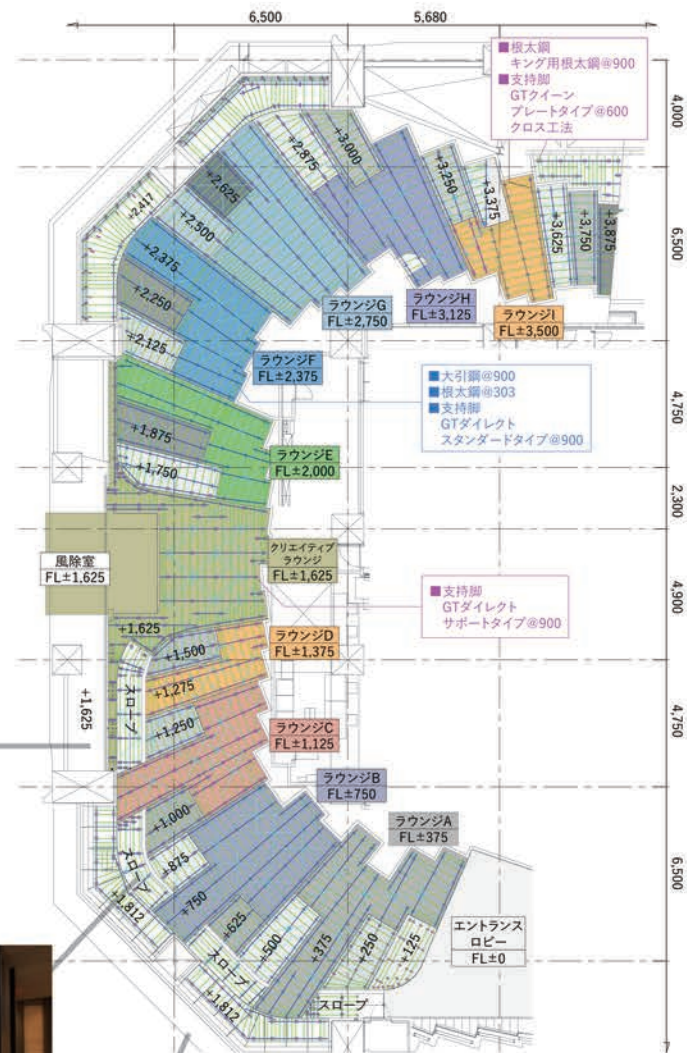 6,500
5,680
■根太鋼
キング用根太鋼@900
■支持脚
GTクイーン
プレートタイプ@600
クロス工法
4,000
+3,000
+2,875
+3,250
+3,375
+2,625
+3,625
+3,750
+3,875
+2,417
+2,500
6,500
+2,375
+2,250
+2,125
ラウンジG
FL±2,750
ラウンジH
FL±3,125
ラウンジI
FL±3,500
ラウンジF
FL±2,375
■大引鋼@900
■根太鋼@303
■支持脚
GTダイレクト
スタンダードタイプ@900
4,750
+1,875
+1,750
ラウンジE
FL±2,000
2,300
風除室
FL±1,625
クリエイティブ
ラウンジ
FL±1,625
■支持脚
GTダイレクト
サポートタイプ@900
4,900
+1,625
+1,500
ラウンジD
FL±1,375
+1,275
+1,625
スロープ
+1,250
ラウンジC
FL±1,125
4,750
ラウンジB
FL±750
+1,000
スロープ
+875
ラウンジA
FL±375
+750
+1,812
+625
+500
+375
+250
+125
エントランス
ロビー
FL±0
6,500
スロープ
+1,812
スロープ
7